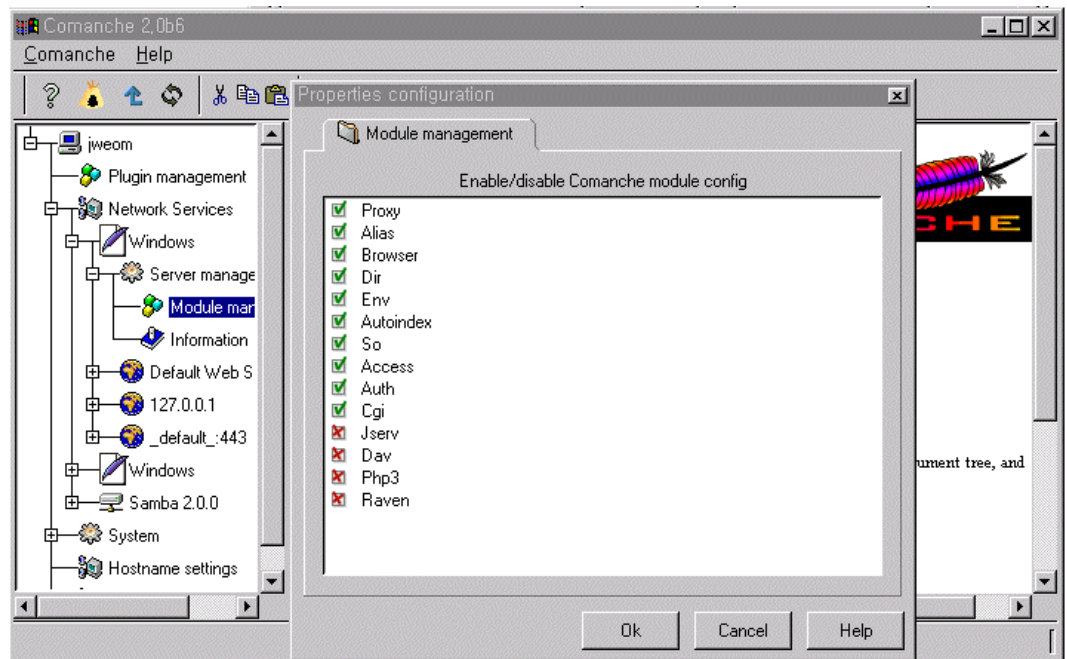 Comanche 2,0b6
Comanche Help
Properties configuration
Module management
Enable/disable Comanche module config
Proxy
Alias
Browser
Dir
Env
Autoindex
So
Access
Auth
Cgi
Jserv
Dav
Php3
Raven
Ok Cancel Help
jweom
Plugin management
Network Services
Windows
Server manage
Module mar
Information
Default Web S
127.0.0.1
_default_:443
Windows
Samba 2.0.0
System
Hostname settings
CHE
ument tree, and